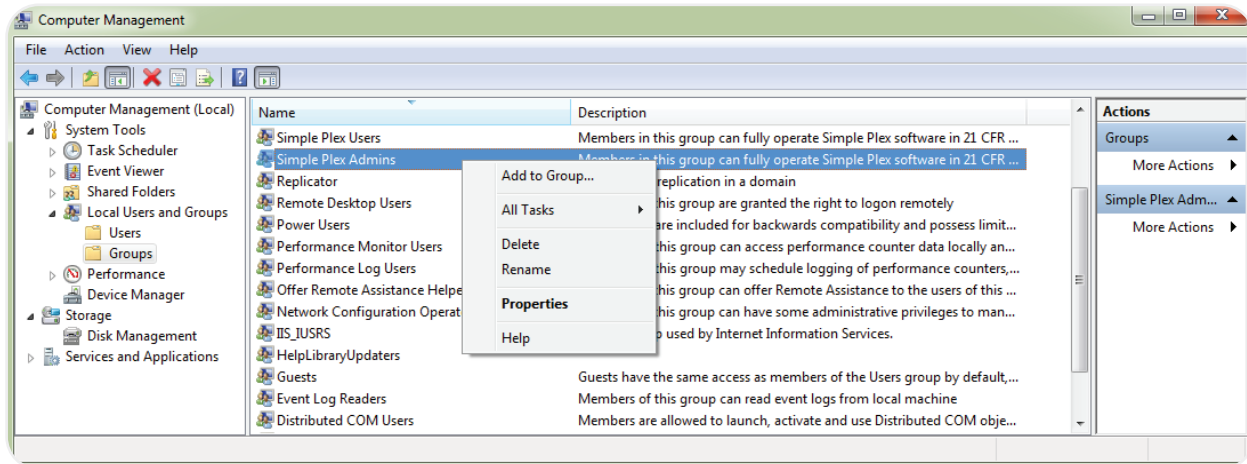 Computer Management
File Action View Help
Computer Management (Local)
System Tools
Task Scheduler
Event Viewer
Shared Folders
Local Users and Groups
Users
Groups
Performance
Device Manager
Storage
Disk Management
Services and Applications
Name Description
Simple Plex Users Members in this group can fully operate Simple Plex software in 21 CFR ...
Simple Plex Admins Members in this group can fully operate Simple Plex software in 21 CFR ...
Replicator replication in a domain
Remote Desktop Users this group are granted the right to logon remotely
Power Users are included for backwards compatibility and possess limit...
Performance Monitor Users this group can access performance counter data locally an...
Performance Log Users this group may schedule logging of performance counters,...
Offer Remote Assistance Helpe this group can offer Remote Assistance to the users of this ...
Network Configuration Operat this group can have some administrative privileges to man...
IIS_IUSRS used by Internet Information Services.
HelpLibraryUpdaters
Guests Guests have the same access as members of the Users group by default,...
Event Log Readers Members of this group can read event logs from local machine
Distributed COM Users Members are allowed to launch, activate and use Distributed COM obje...
Add to Group...
All Tasks
Delete
Rename
Properties
Help
Actions
Groups
More Actions
Simple Plex Adm...
More Actions